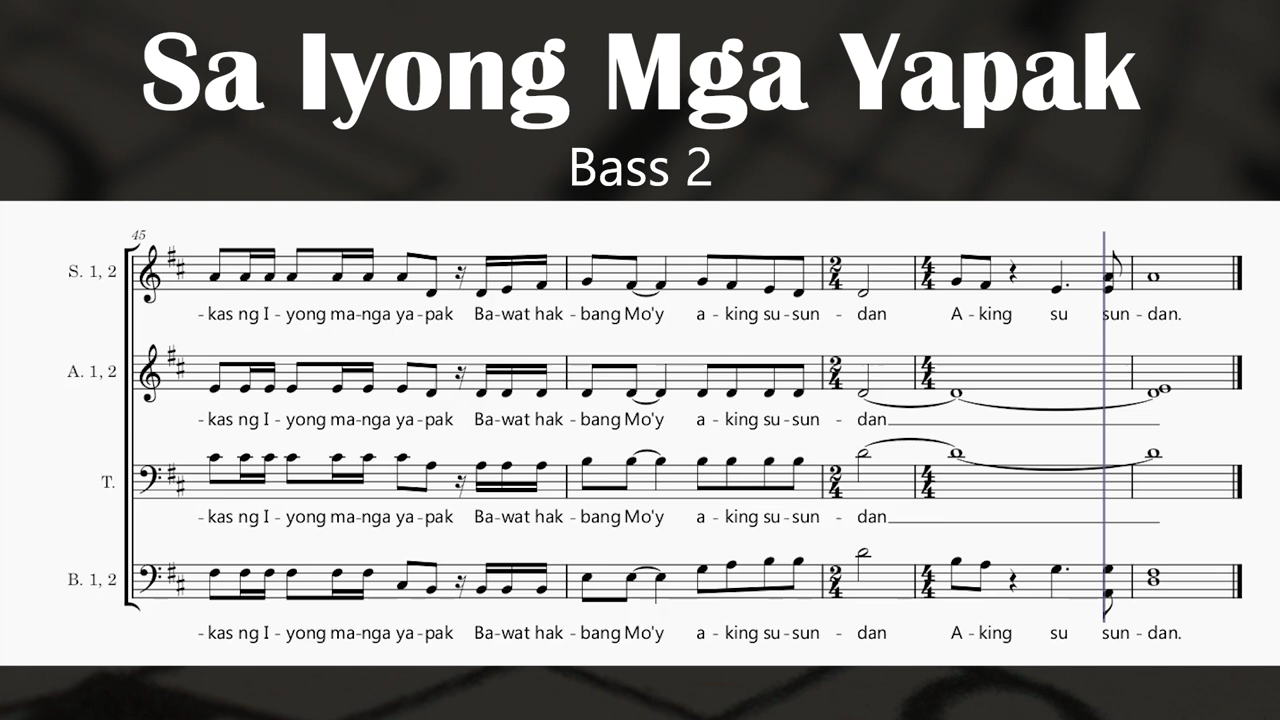 Sa Iyong Mga Yapak
Bass 2
45
S. 1, 2
- kas ng I - yong ma-nga ya-pak Ba-wat hak - bang Mo'y a - king su-sun - dan A - king su sun - dan.
A. 1, 2
- kas ng I - yong ma-nga ya-pak Ba-wat hak - bang Mo'y a - king su-sun - dan
T.
- kas ng I - yong ma-nga ya-pak Ba-wat hak - bang Mo'y a - king su-sun - dan
B. 1, 2
- kas ng I - yong ma-nga ya-pak Ba-wat hak - bang Mo'y a - king su-sun - dan A - king su sun - dan.